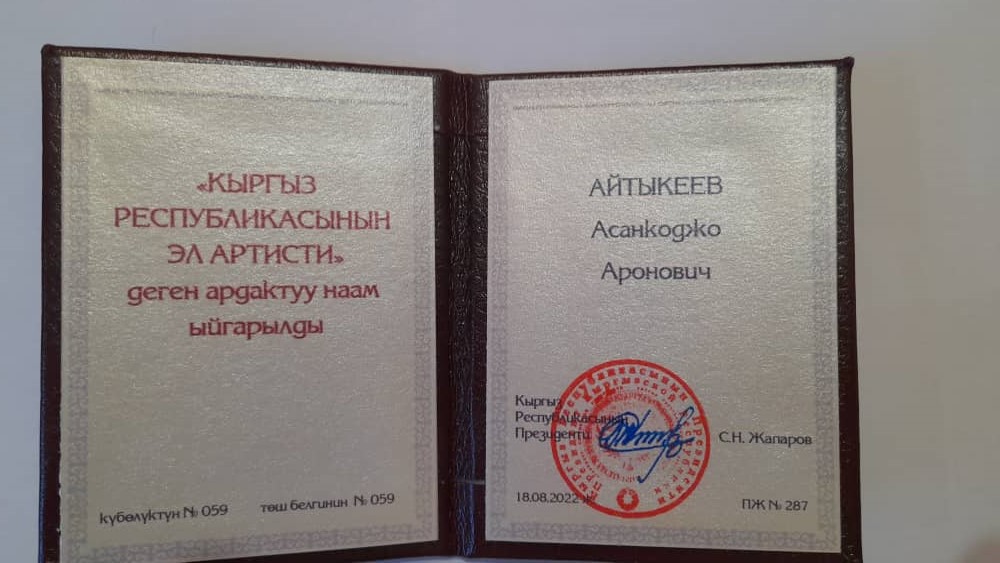 «КЫРГЫЗ
РЕСПУБЛИКАСЫНЫН
ЭЛ АРТИСТИ»
деген ардактуу наам
ыйгарылды
күбөлүктүн № 059
төш белгинин № 059
АЙТЫКЕЕВ
Асанкоджо
Аронович
Кыргыз
Республикасынын
Президенти
С.Н. Жапаров
18.08.2022-ж
ПЖ № 287